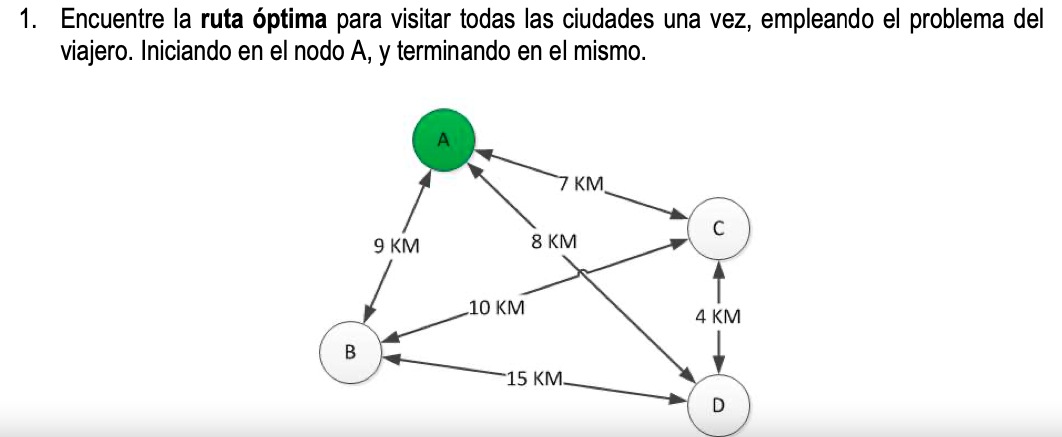 1. Encuentre la ruta óptima para visitar todas las ciudades una vez, empleando el problema del
viajero. Iniciando en el nodo A, y terminando en el mismo.
A
7 KM
C
9 KM
8 KM
10 KM
4 KM
B
15 KM
D